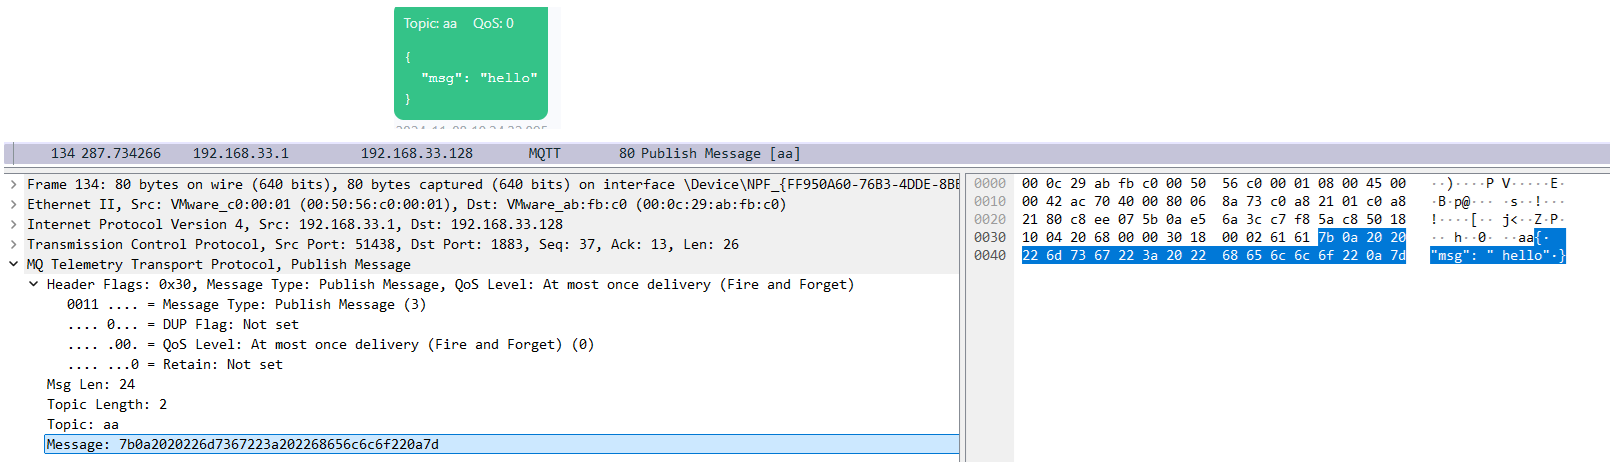 Topic: aa QoS: 0
{
"msg": "hello"
}
134 287.734266 192.168.33.1 192.168.33.128 MQTT 80 Publish Message [aa]
Frame 134: 80 bytes on wire (640 bits), 80 bytes captured (640 bits) on interface \Device\NPF_{FF950A60-76B3-4DDE-8BE
Ethernet II, Src: VMware_c0:00:01 (00:50:56:c0:00:01), Dst: VMware_ab:fb:c0 (00:0c:29:ab:fb:c0)
Internet Protocol Version 4, Src: 192.168.33.1, Dst: 192.168.33.128
Transmission Control Protocol, Src Port: 51438, Dst Port: 1883, Seq: 37, Ack: 13, Len: 26
MQ Telemetry Transport Protocol, Publish Message
Header Flags: 0x30, Message Type: Publish Message, QoS Level: At most once delivery (Fire and Forget)
0011 .... = Message Type: Publish Message (3)
.... 0... = DUP Flag: Not set
.... .00. = QoS Level: At most once delivery (Fire and Forget) (0)
.... ...0 = Retain: Not set
Msg Len: 24
Topic Length: 2
Topic: aa
Message: 7b0a2020226d7367223a202268656c6c6f220a7d
0000 00 0c 29 ab fb c0 00 50 56 c0 00 01 08 00 45 00 ··)····P V·····E·
0010 00 42 ac 70 40 00 80 06 8a 73 c0 a8 21 01 c0 a8 ·B·p@··· ·s··!···
0020 21 80 c8 ee 07 5b 0a e5 6a 3c c7 f8 5a c8 50 18 !····[·· j<··Z·P·
0030 10 04 20 68 00 00 30 18 00 02 61 61 7b 0a 20 20 ·· h··0· ··aa{·
0040 22 6d 73 67 22 3a 20 22 68 65 6c 6c 6f 22 0a 7d "msg": " hello"·}